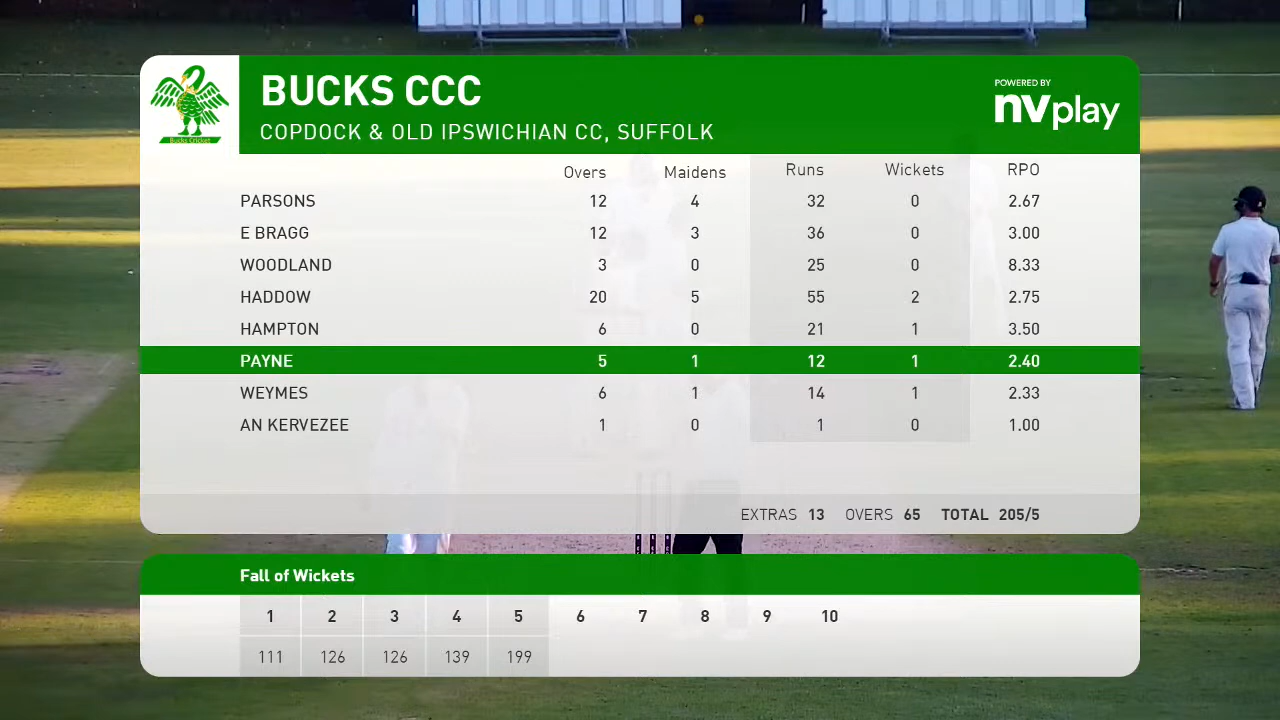 BUCKS CCC
COPDOCK & OLD IPSWICHIAN CC, SUFFOLK
POWERED BY
nvplay
Bucks Cricket
Overs Maidens Runs Wickets RPO
PARSONS 12 4 32 0 2.67
E BRAGG 12 3 36 0 3.00
WOODLAND 3 0 25 0 8.33
HADDOW 20 5 55 2 2.75
HAMPTON 6 0 21 1 3.50
PAYNE 5 1 12 1 2.40
WEYMES 6 1 14 1 2.33
AN KERVEZEE 1 0 1 0 1.00
EXTRAS 13 OVERS 65 TOTAL 205/5
Fall of Wickets
1 2 3 4 5 6 7 8 9 10
111 126 126 139 199